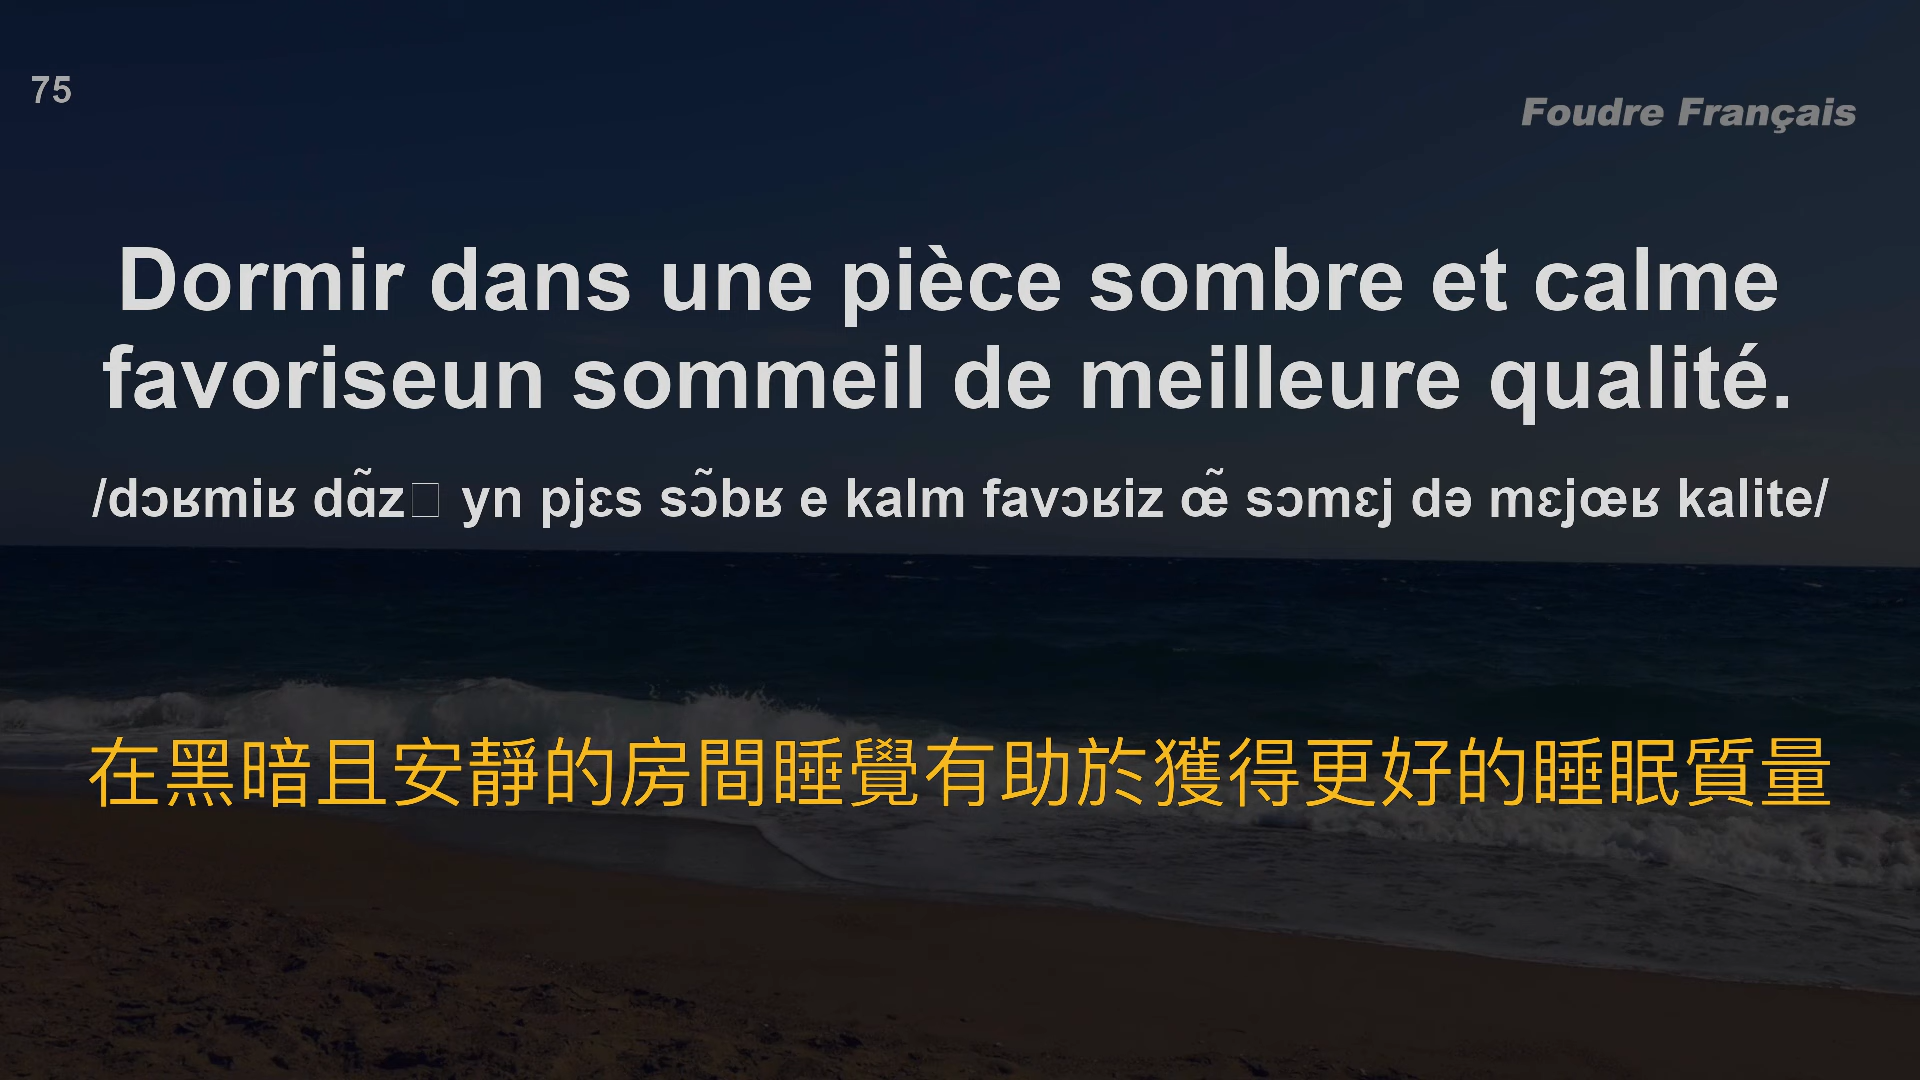 75
Foudre Français
Dormir dans une pièce sombre et calme
favoriseun sommeil de meilleure qualité.
/dɔʁmiʁ dɑ̃z□ yn pjɛs sɔ̃bʁ e kalm favɔʁiz œ̃ sɔmɛj də mɛjœʁ kalite/
在黑暗且安靜的房間睡覺有助於獲得更好的睡眠質量